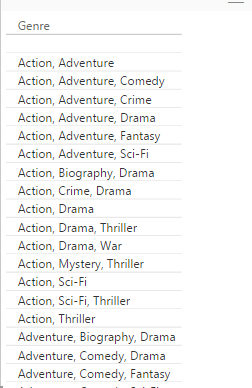 Genre
Action, Adventure
Action, Adventure, Comedy
Action, Adventure, Crime
Action, Adventure, Drama
Action, Adventure, Fantasy
Action, Adventure, Sci-Fi
Action, Biography, Drama
Action, Crime, Drama
Action, Drama
Action, Drama, Thriller
Action, Drama, War
Action, Mystery, Thriller
Action, Sci-Fi
Action, Sci-Fi, Thriller
Action, Thriller
Adventure, Biography, Drama
Adventure, Comedy, Drama
Adventure, Comedy, Fantasy